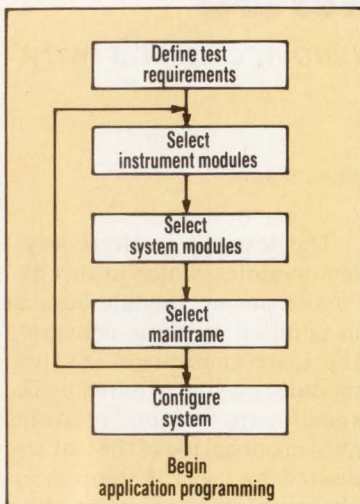 Define test
requirements
Select
instrument modules
Select
system modules
Select
mainframe
Configure
system
Begin
application programming